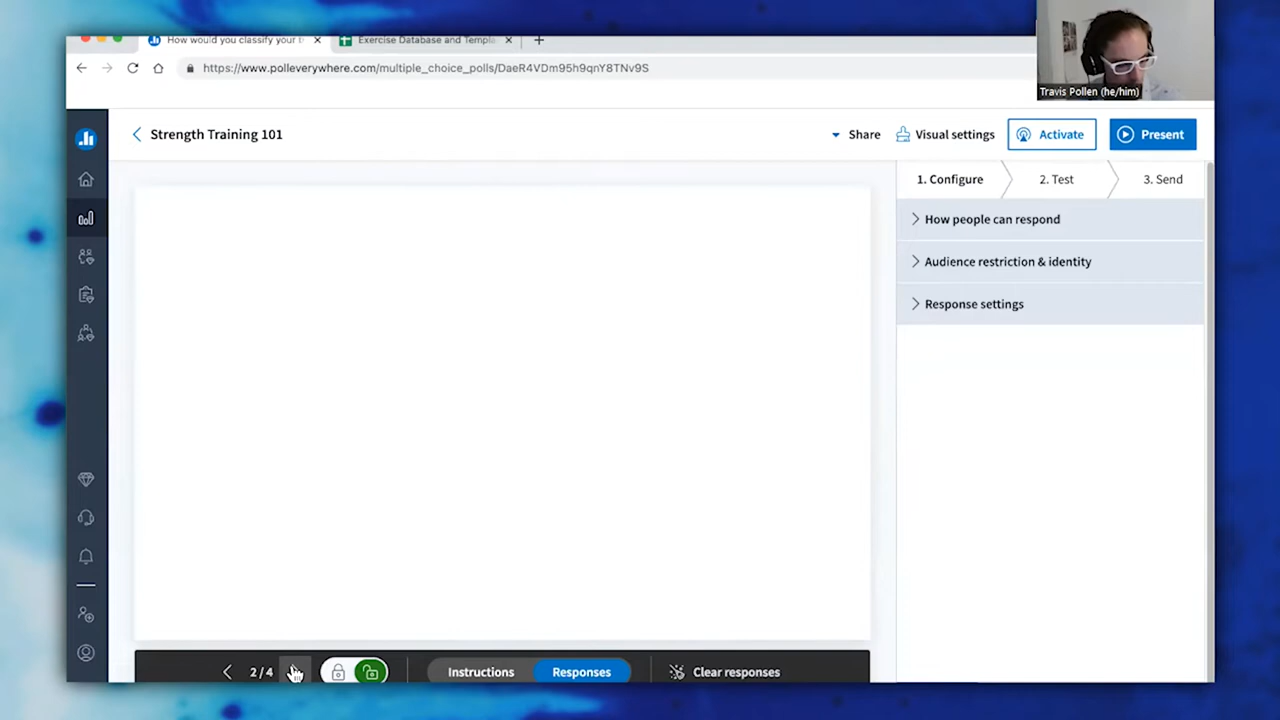 How would you classify your t
Exercise Database and Templa
https://www.polleverywhere.com/multiple_choice_polls/DaeR4VDm95h9qnY8TNv9S
Travis Pollen (he/him)
Strength Training 101
Share
Visual settings
Activate
Present
1. Configure
2. Test
3. Send
How people can respond
Audience restriction & identity
Response settings
2 / 4
Instructions
Responses
Clear responses